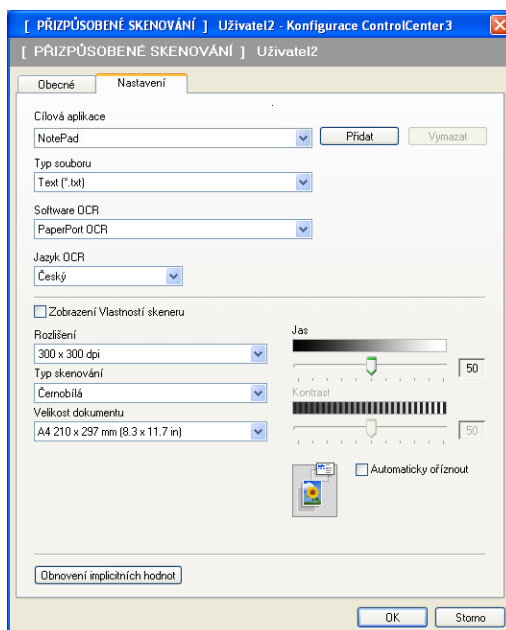 [ PŘIZPŮSOBENÉ SKENOVÁNÍ ] Uživatel2 - Konfigurace ControlCenter3
[ PŘIZPŮSOBENÉ SKENOVÁNÍ ] Uživatel2
Obecné Nastavení
Cílová aplikace
NotePad Přidat Vymazat
Typ souboru
Text (*.txt)
Software OCR
PaperPort OCR
Jazyk OCR
Český
Zobrazení Vlastností skeneru
Rozlišení Jas
300 x 300 dpi 50
Typ skenování Kontrast
Černobílá
Velikost dokumentu
A4 210 x 297 mm (8.3 x 11.7 in) 50
Automaticky oříznout
Obnovení implicitních hodnot
OK Storno